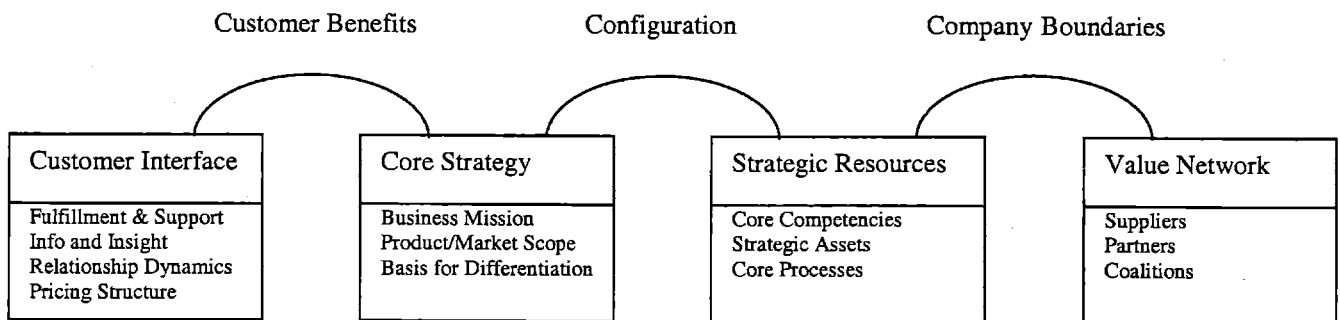 Customer Benefits
Configuration
Company Boundaries
Customer Interface
Fulfillment & Support
Info and Insight
Relationship Dynamics
Pricing Structure
Core Strategy
Business Mission
Product/Market Scope
Basis for Differentiation
Strategic Resources
Core Competencies
Strategic Assets
Core Processes
Value Network
Suppliers
Partners
Coalitions